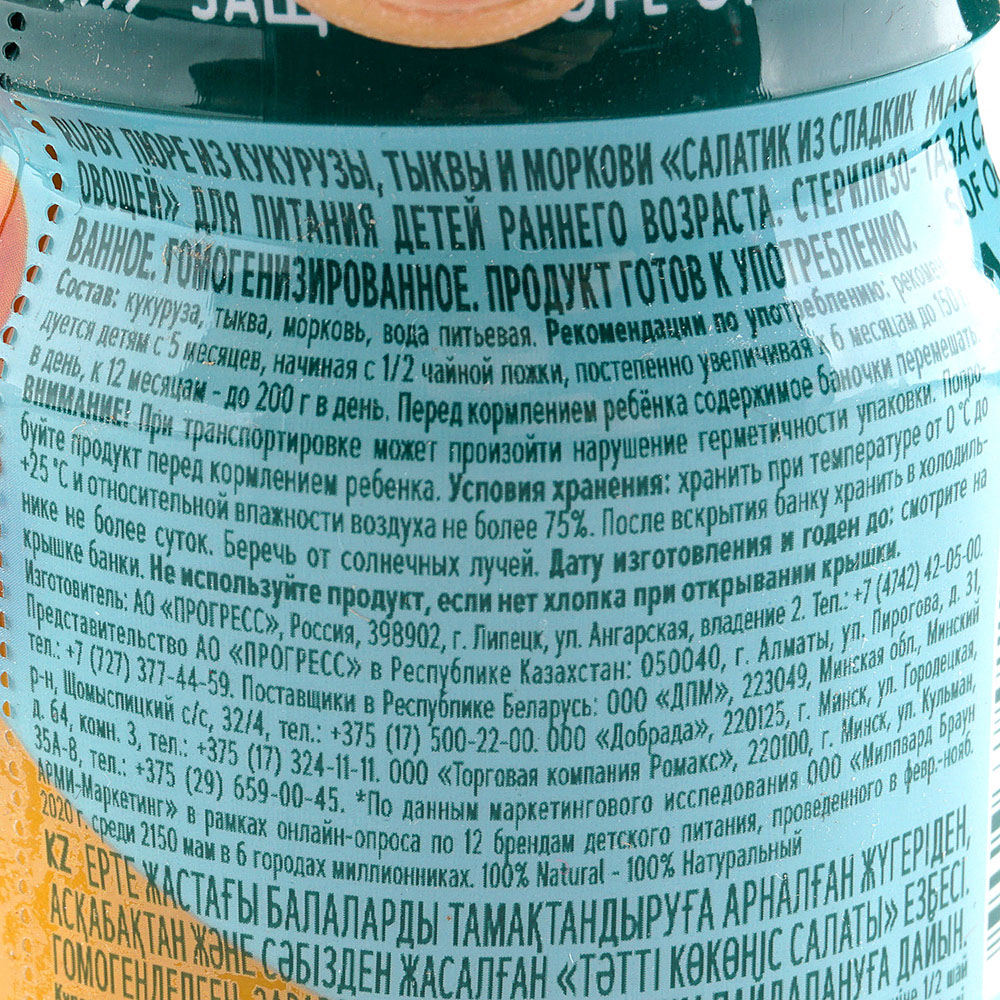 RU/BY ПЮРЕ ИЗ КУКУРУЗЫ, ТЫКВЫ И МОРКОВИ «САЛАТИК ИЗ СЛАДКИХ
ОВОЩЕЙ» ДЛЯ ПИТАНИЯ ДЕТЕЙ РАННЕГО ВОЗРАСТА. СТЕРИЛИЗО-
ВАННОЕ. ГОМОГЕНИЗИРОВАННОЕ. ПРОДУКТ ГОТОВ К УПОТРЕБЛЕНИЮ.
Состав: кукуруза, тыква, морковь, вода питьевая. Рекомендации по употреблению: рекомен
дуется детям с 5 месяцев, начиная с 1/2 чайной ложки, постепенно увеличивая к 6 месяцам до 150 г
в день, к 12 месяцам - до 200 г в день. Перед кормлением ребёнка содержимое баночки перемешать.
ВНИМАНИЕ! При транспортировке может произойти нарушение герметичности упаковки. Попро-
буйте продукт перед кормлением ребенка. Условия хранения: хранить при температуре от 0 °С до
+25 °С и относительной влажности воздуха не более 75%. После вскрытия банку хранить в холодиль-
нике не более суток. Беречь от солнечных лучей. Дату изготовления и годен до: смотрите на
крышке банки. Не используйте продукт, если нет хлопка при открывании крышки.
Изготовитель: АО «ПРОГРЕСС», Россия, 398902, г. Липецк, ул. Ангарская, владение 2. Тел.: +7 (4742) 42-05-00.
Представительство АО «ПРОГРЕСС» в Республике Казахстан: 050040, г. Алматы, ул. Пирогова, д. 31,
тел.: +7 (727) 377-44-59. Поставщики в Республике Беларусь: ООО «ДПМ», 223049, Минская обл., Минский
р-н, Щомыслицкий с/с, 32/4, тел.: +375 (17) 500-22-00. ООО «Добрада», 220125, г. Минск, ул. Городецкая,
д. 64, комн. 3, тел.: +375 (17) 324-11-11. ООО «Торговая компания Ромакс», 220100, г. Минск, ул. Кульман,
35А-8, тел.: +375 (29) 659-00-45. *По данным маркетингового исследования ООО «Миллвард Браун
АРМИ-Маркетинг» в рамках онлайн-опроса по 12 брендам детского питания, проведенного в февр.-нояб.
2020 г. среди 2150 мам в 6 городах миллионниках. 100% Natural - 100% Натуральный
KZ ЕРТЕ ЖАСТАҒЫ БАЛАЛАРДЫ ТАМАҚТАНДЫРУҒА АРНАЛҒАН ЖҮГЕРІДЕН,
АСҚАБАҚТАН ЖӘНЕ СӘБІЗДЕН ЖАСАЛҒАН «ТӘТТІ КӨКӨНІС САЛАТЫ» ЕЗБЕСІ.
ДАЙЫН.